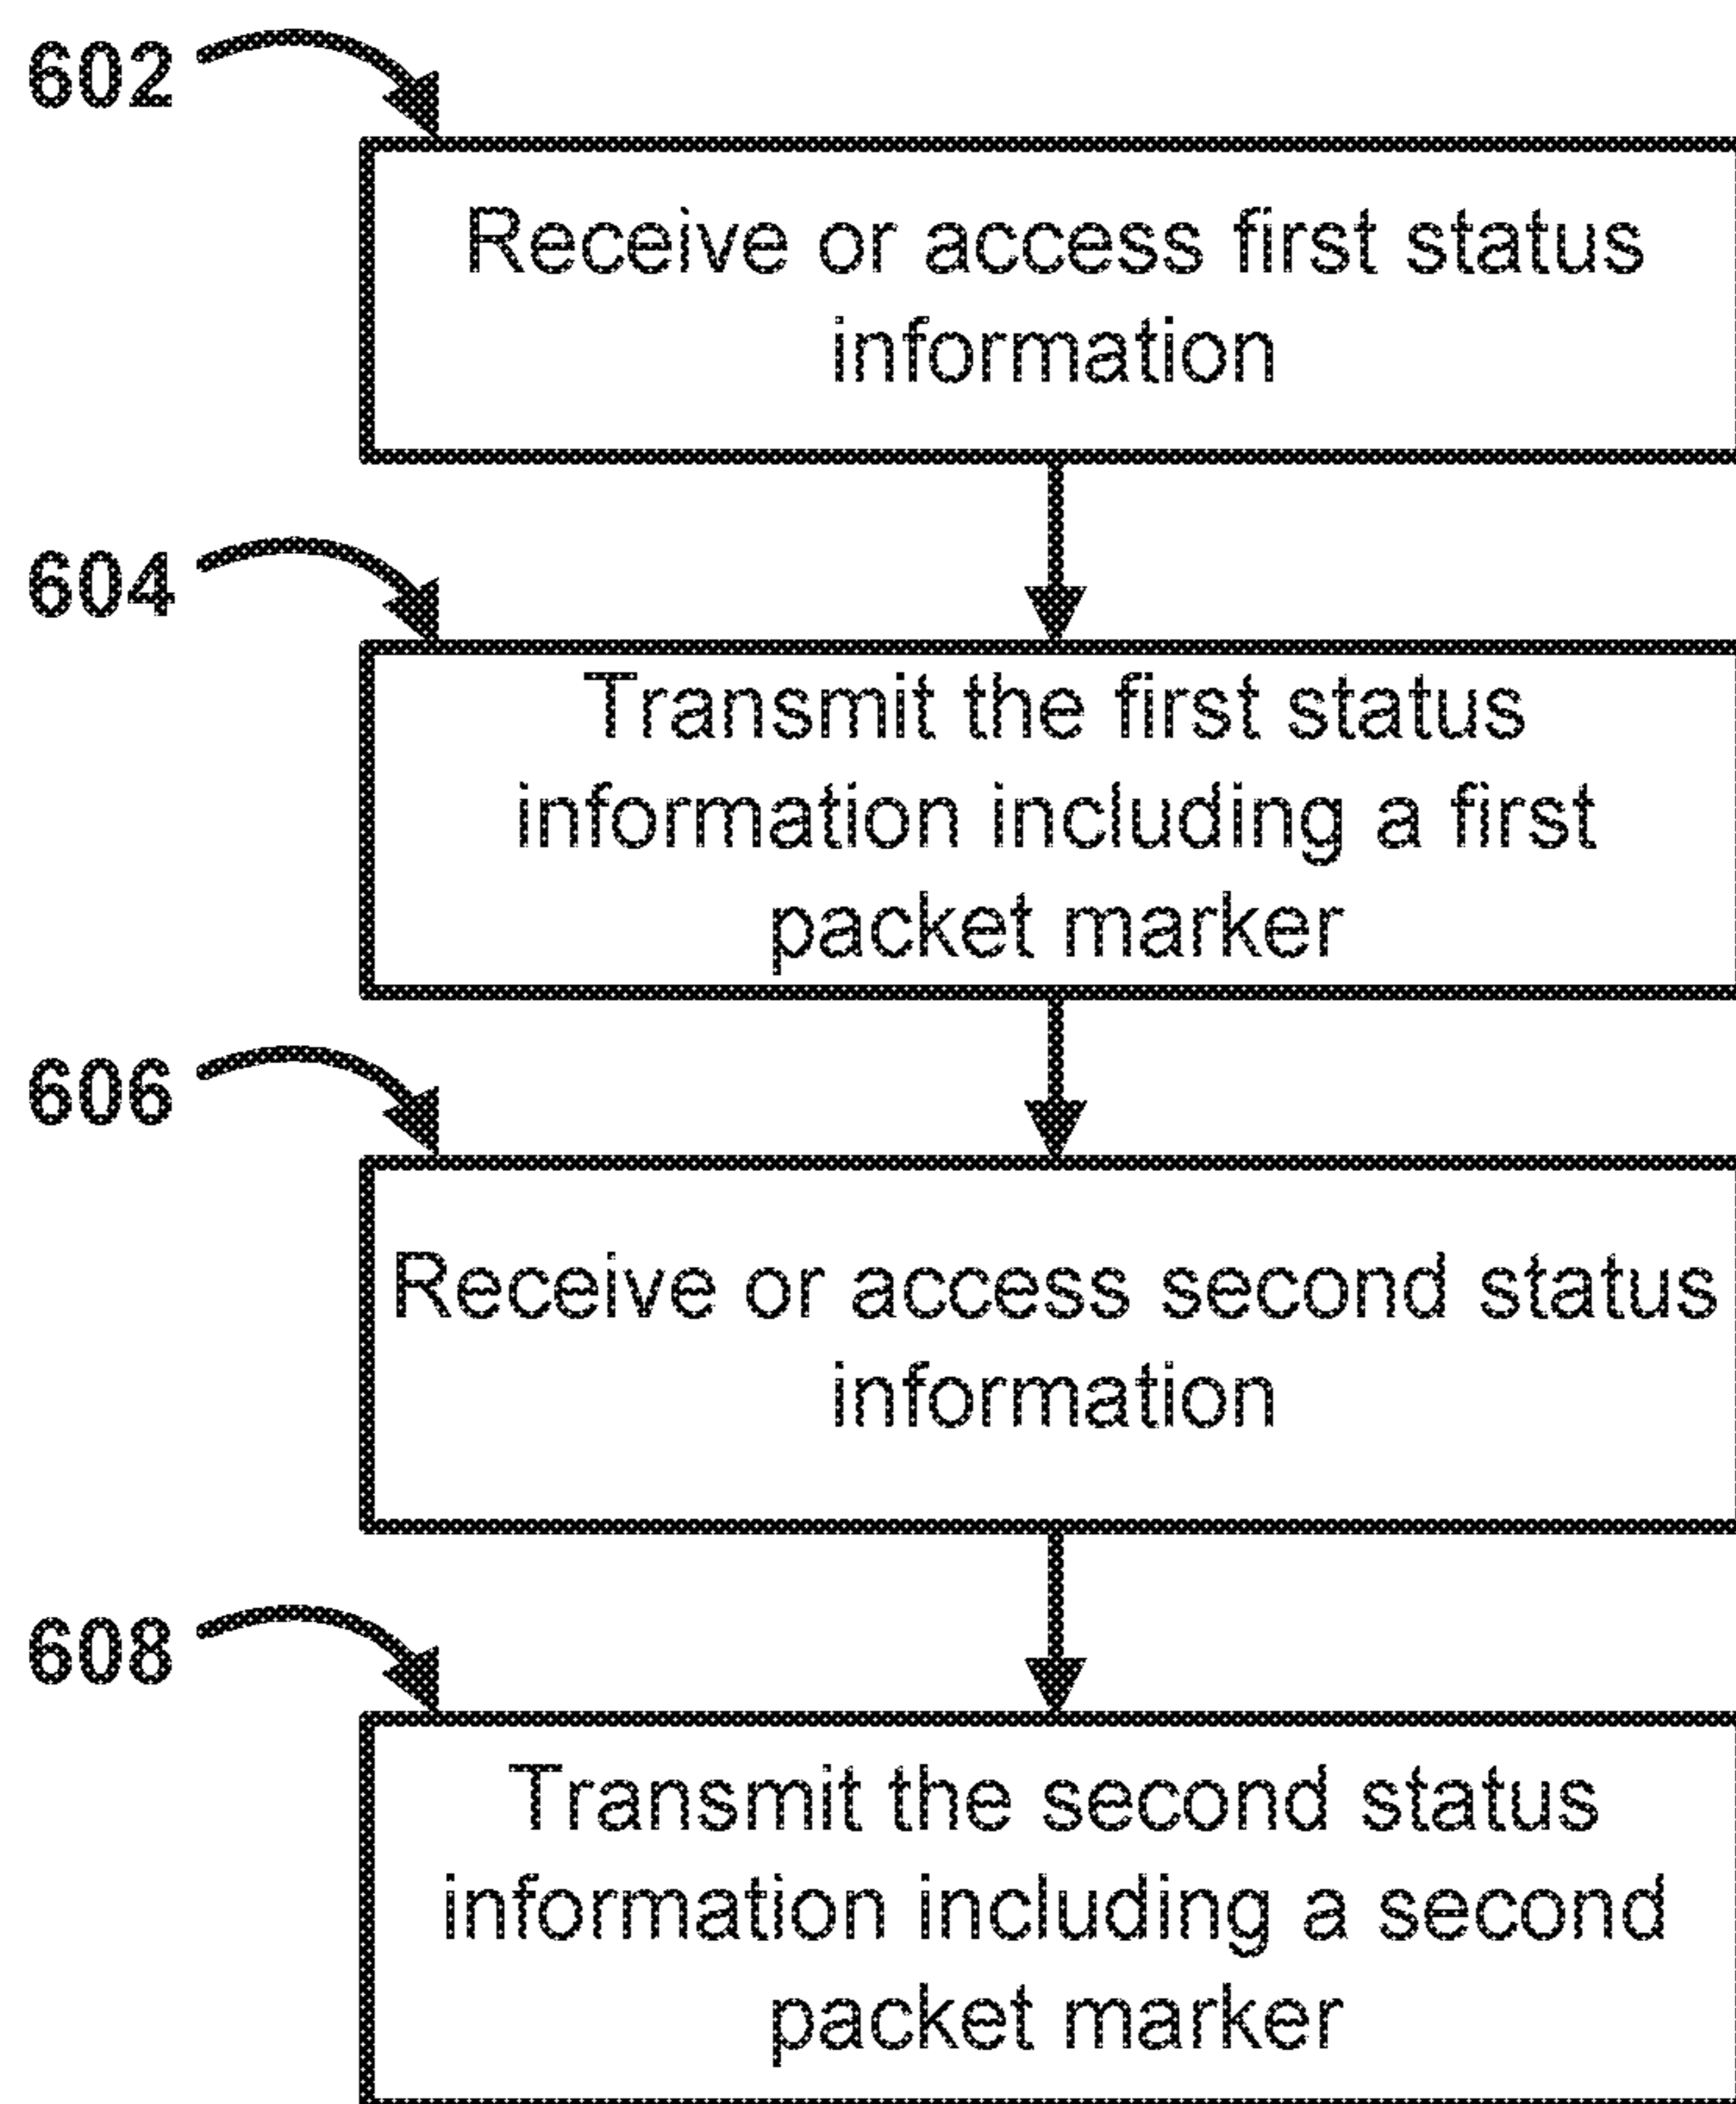 602
Receive or access first status
information
604
Transmit the first status
information including a first
packet marker
606
Receive or access second status
information
608
Transmit the second status
information including a second
packet marker